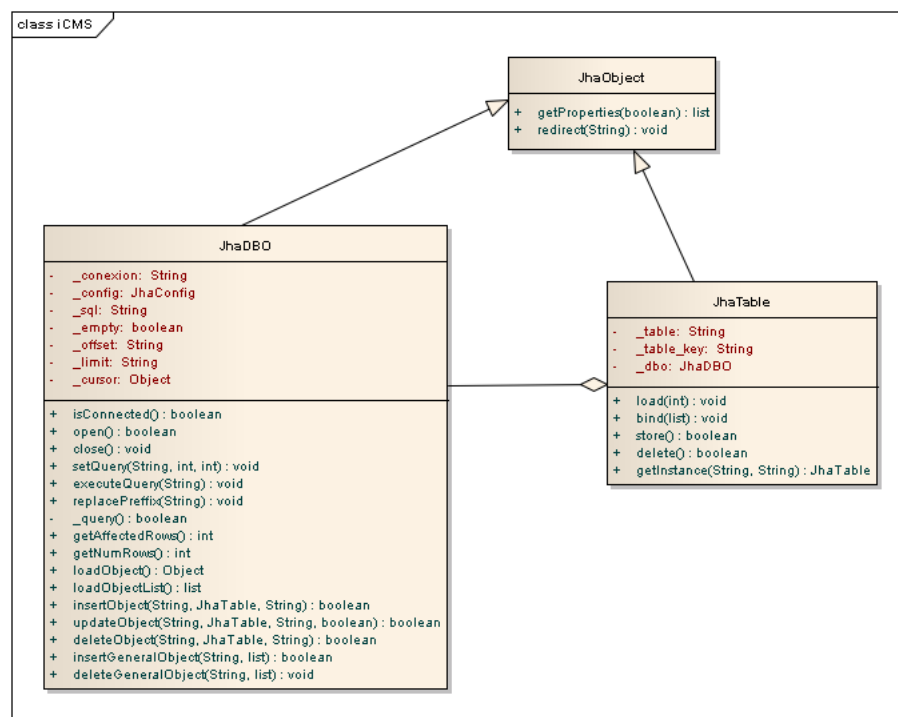 class iCMS
JhaObject
+ getProperties(boolean) : list
+ redirect(String) : void
JhaDBO
- _conexion: String
- _config: JhaConfig
- _sql: String
- _empty: boolean
- _offset: String
- _limit: String
- _cursor: Object
+ isConnected() : boolean
+ open() : boolean
+ close() : void
+ setQuery(String, int, int) : void
+ executeQuery(String) : void
+ replacePreffix(String) : void
- _query() : boolean
+ getAffectedRows() : int
+ getNumRows() : int
+ loadObject() : Object
+ loadObjectList() : list
+ insertObject(String, JhaTable, String) : boolean
+ updateObject(String, JhaTable, String, boolean) : boolean
+ deleteObject(String, JhaTable, String) : boolean
+ insertGeneralObject(String, list) : boolean
+ deleteGeneralObject(String, list) : void
JhaTable
- _table: String
- _table_key: String
- _dbo: JhaDBO
+ load(int) : void
+ bind(list) : void
+ store() : boolean
+ delete() : boolean
+ getInstance(String, String) : JhaTable